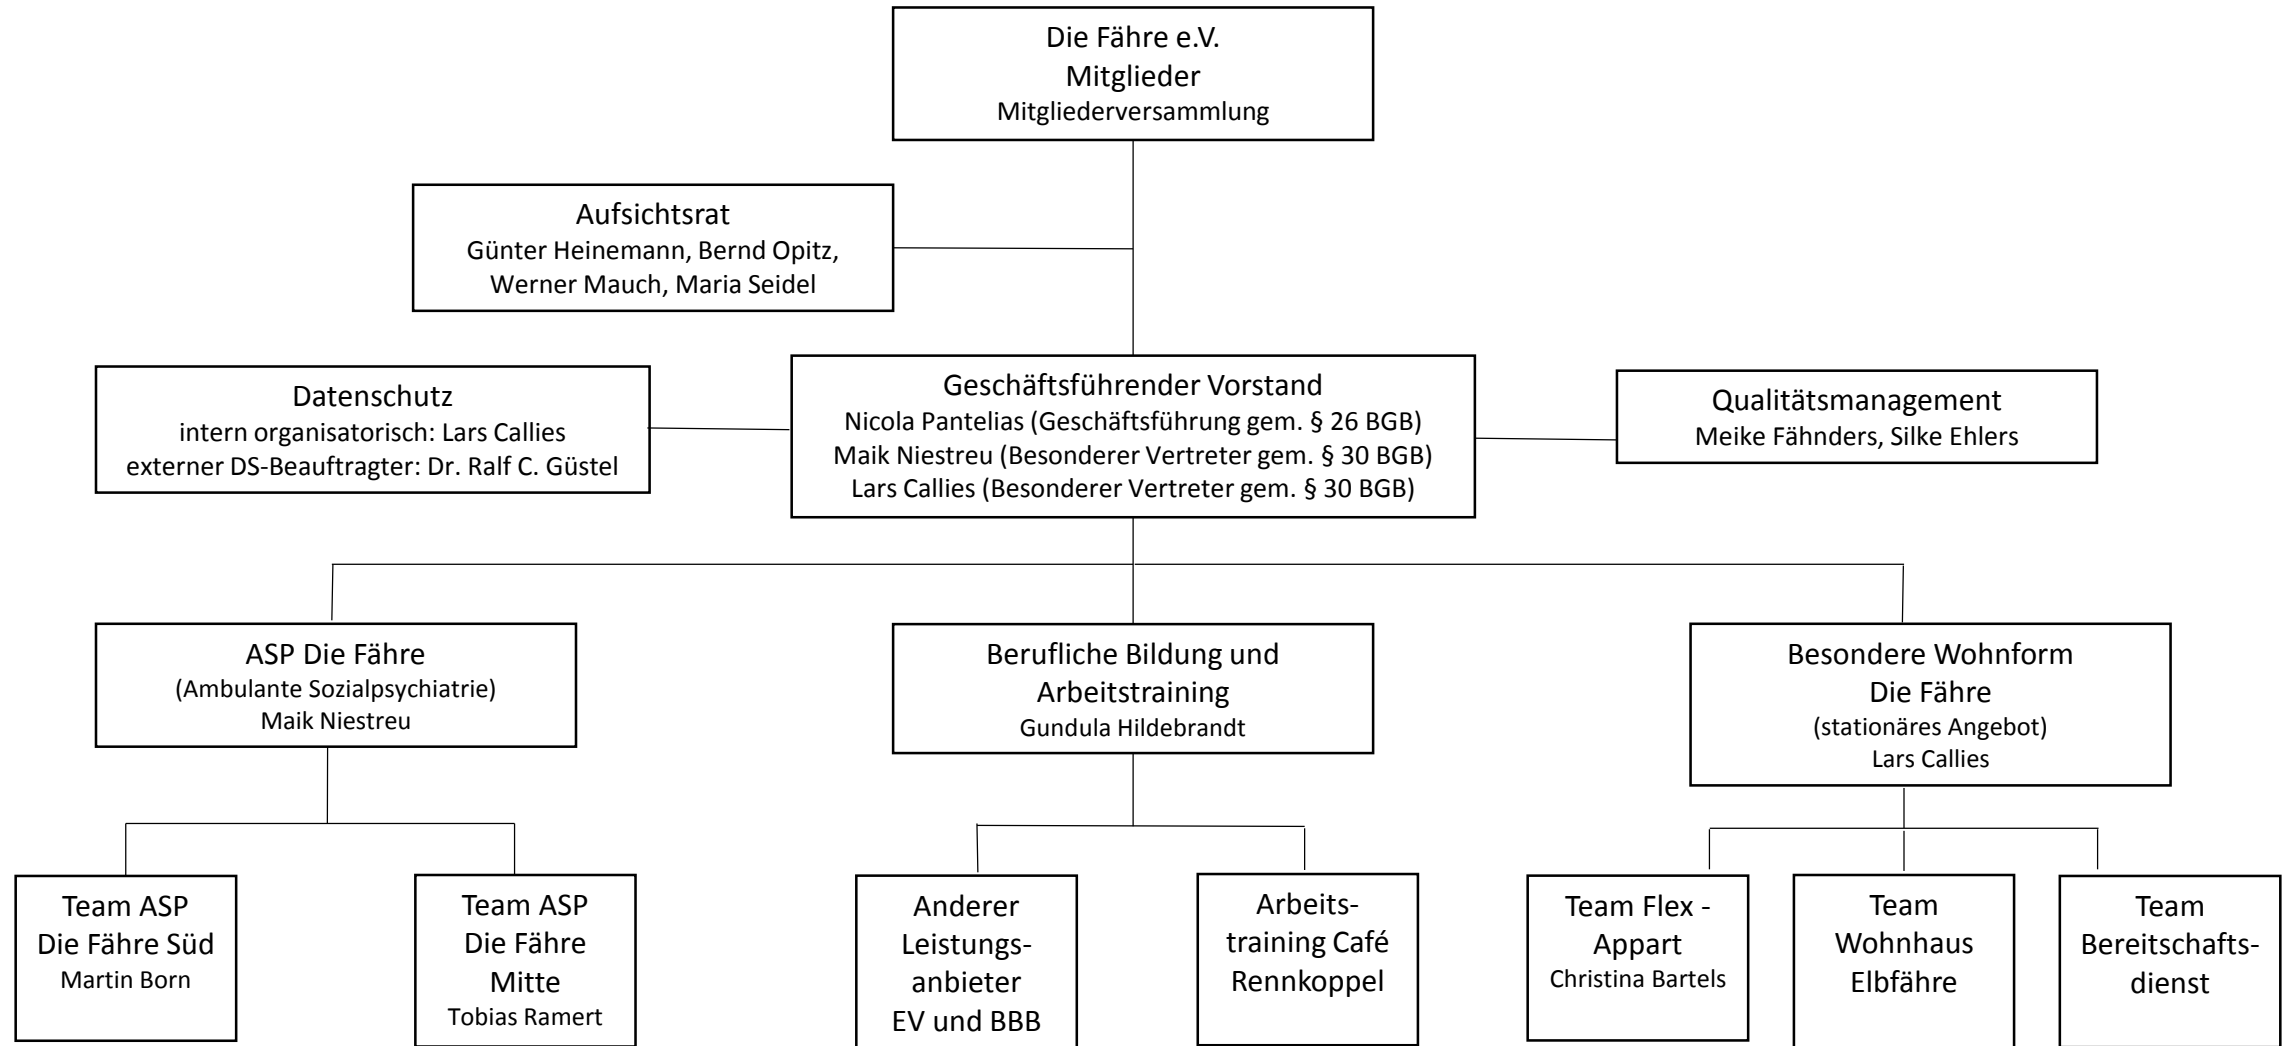 Die Fähre e.V.
Mitglieder
Mitgliederversammlung
Aufsichtsrat
Günter Heinemann, Bernd Opitz,
Werner Mauch, Maria Seidel
Datenschutz
intern organisatorisch: Lars Callies
externer DS-Beauftragter: Dr. Ralf C. Güstel
Geschäftsführender Vorstand
Nicola Pantelias (Geschäftsführung gem. § 26 BGB)
Maik Niestreu (Besonderer Vertreter gem. § 30 BGB)
Lars Callies (Besonderer Vertreter gem. § 30 BGB)
Qualitätsmanagement
Meike Fähnders, Silke Ehlers
ASP Die Fähre
(Ambulante Sozialpsychiatrie)
Maik Niestreu
Berufliche Bildung und
Arbeitstraining
Gundula Hildebrandt
Besondere Wohnform
Die Fähre
(stationäres Angebot)
Lars Callies
Team ASP
Die Fähre Süd
Martin Born
Team ASP
Die Fähre
Mitte
Tobias Ramert
Anderer
Leistungs-
anbieter
EV und BBB
Arbeits-
training Café
Rennkoppel
Team Flex -
Appart
Christina Bartels
Team
Wohnhaus
Elbfähre
Team
Bereitschafts-
dienst